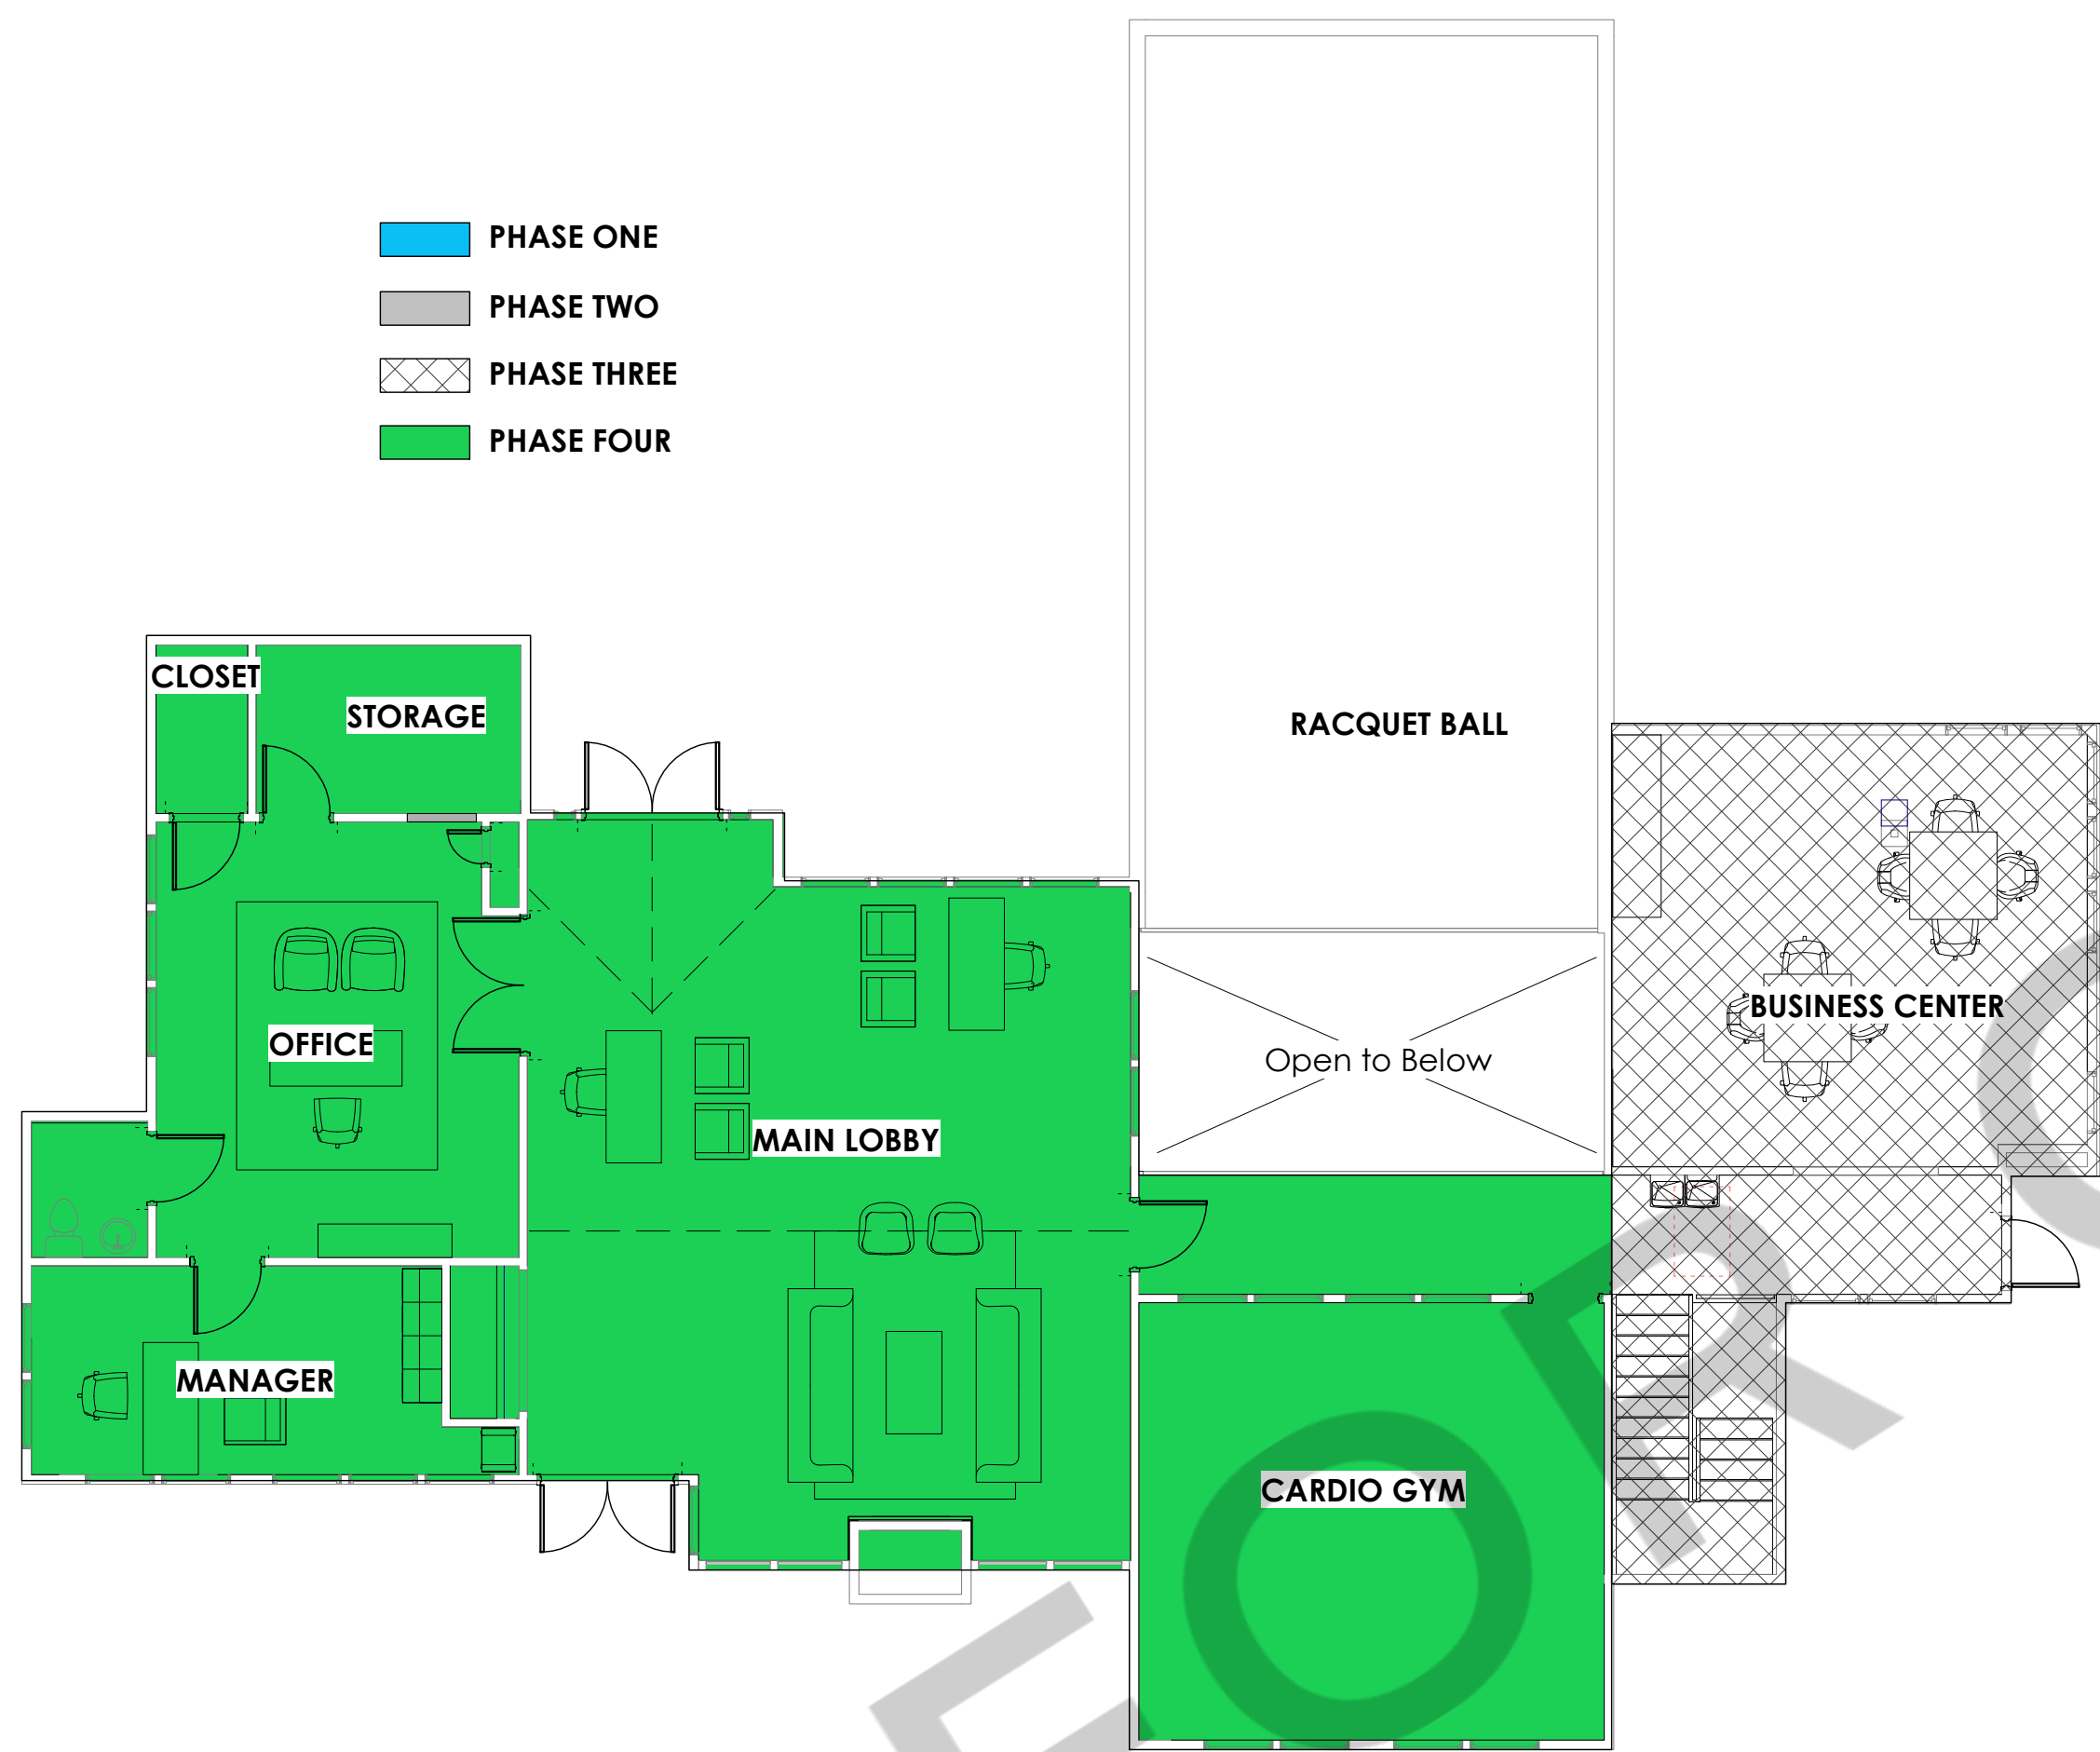 PHASE ONE
PHASE TWO
PHASE THREE
PHASE FOUR
CLOSET
STORAGE
RACQUET BALL
BUSINESS CENTER
OFFICE
Open to Below
MAIN LOBBY
MANAGER
CARDIO GYM